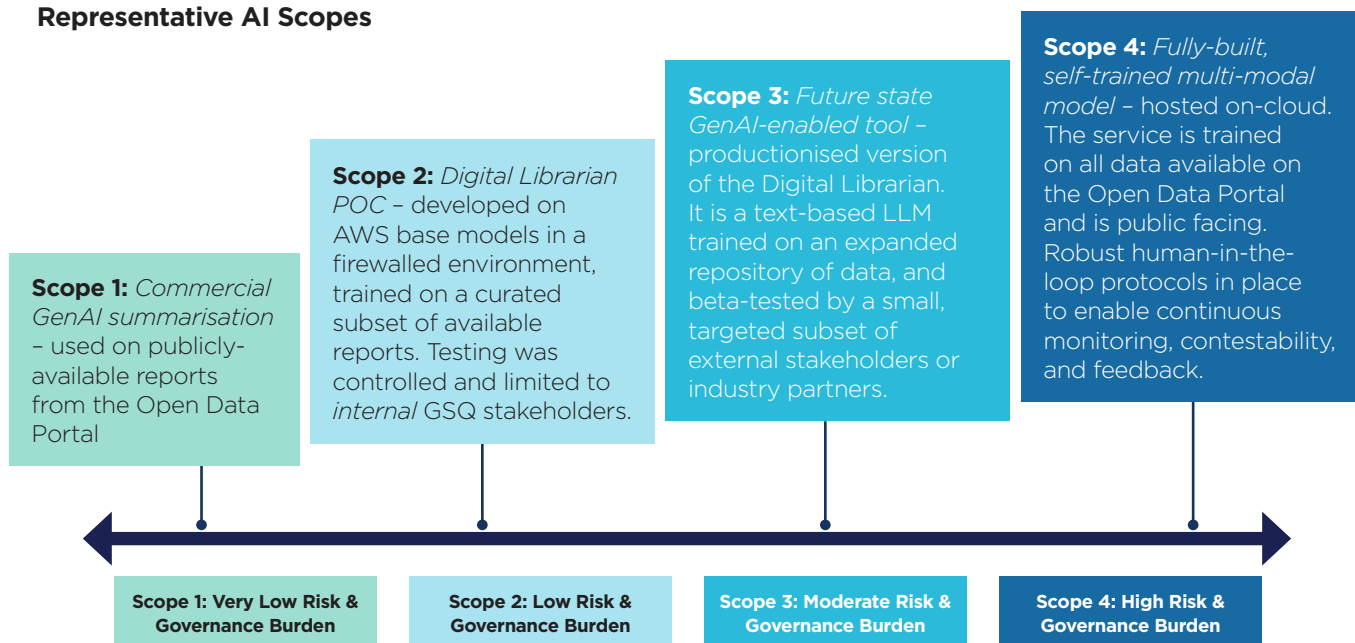 Representative AI Scopes
Scope 1: Commercial
GenAI summarisation
– used on publicly-
available reports
from the Open Data
Portal
Scope 2: Digital Librarian
POC – developed on
AWS base models in a
firewalled environment,
trained on a curated
subset of available
reports. Testing was
controlled and limited to
internal GSQ stakeholders.
Scope 3: Future state
GenAI-enabled tool –
productionised version
of the Digital Librarian.
It is a text-based LLM
trained on an expanded
repository of data, and
beta-tested by a small,
targeted subset of
external stakeholders or
industry partners.
Scope 4: Fully-built,
self-trained multi-modal
model – hosted on-cloud.
The service is trained
on all data available on
the Open Data Portal
and is public facing.
Robust human-in-the-
loop protocols in place
to enable continuous
monitoring, contestability,
and feedback.
Scope 1: Very Low Risk &
Governance Burden
Scope 2: Low Risk &
Governance Burden
Scope 3: Moderate Risk &
Governance Burden
Scope 4: High Risk &
Governance Burden